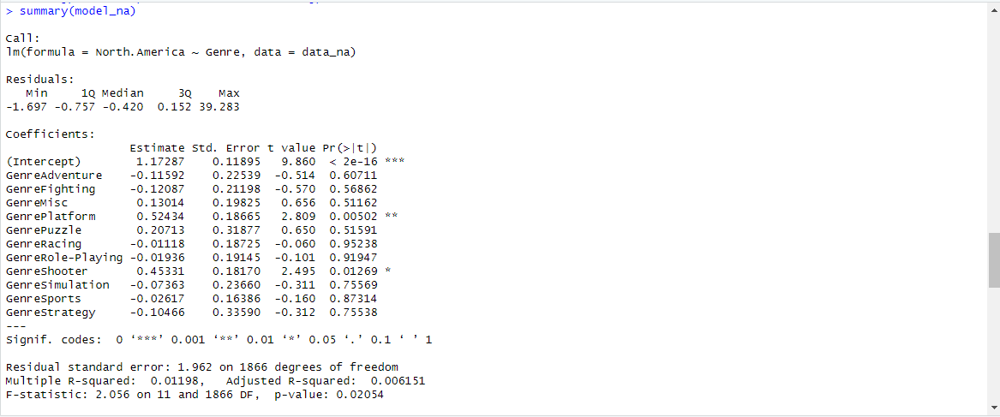 > summary(model_na)
Call:
lm(formula = North.America ~ Genre, data = data_na)
Residuals:
   Min     1Q Median     3Q    Max
-1.697 -0.757 -0.420  0.152 39.283
Coefficients:
                  Estimate Std. Error t value Pr(>|t|)
(Intercept)        1.17287    0.11895   9.860  < 2e-16 ***
GenreAdventure    -0.11592    0.22539  -0.514  0.60711
GenreFighting     -0.12087    0.21198  -0.570  0.56862
GenreMisc          0.13014    0.19825   0.656  0.51162
GenrePlatform      0.52434    0.18665   2.809  0.00502 **
GenrePuzzle        0.20713    0.31877   0.650  0.51591
GenreRacing       -0.01118    0.18725  -0.060  0.95238
GenreRole-Playing -0.01936    0.19145  -0.101  0.91947
GenreShooter       0.45331    0.18170   2.495  0.01269 *
GenreSimulation   -0.07363    0.23660  -0.311  0.75569
GenreSports       -0.02617    0.16386  -0.160  0.87314
GenreStrategy     -0.10466    0.33590  -0.312  0.75538
---
Signif. codes:  0 ‘***’ 0.001 ‘**’ 0.01 ‘*’ 0.05 ‘.’ 0.1 ‘ ’ 1
Residual standard error: 1.962 on 1866 degrees of freedom
Multiple R-squared:  0.01198,	Adjusted R-squared:  0.006151
F-statistic: 2.056 on 11 and 1866 DF,  p-value: 0.02054